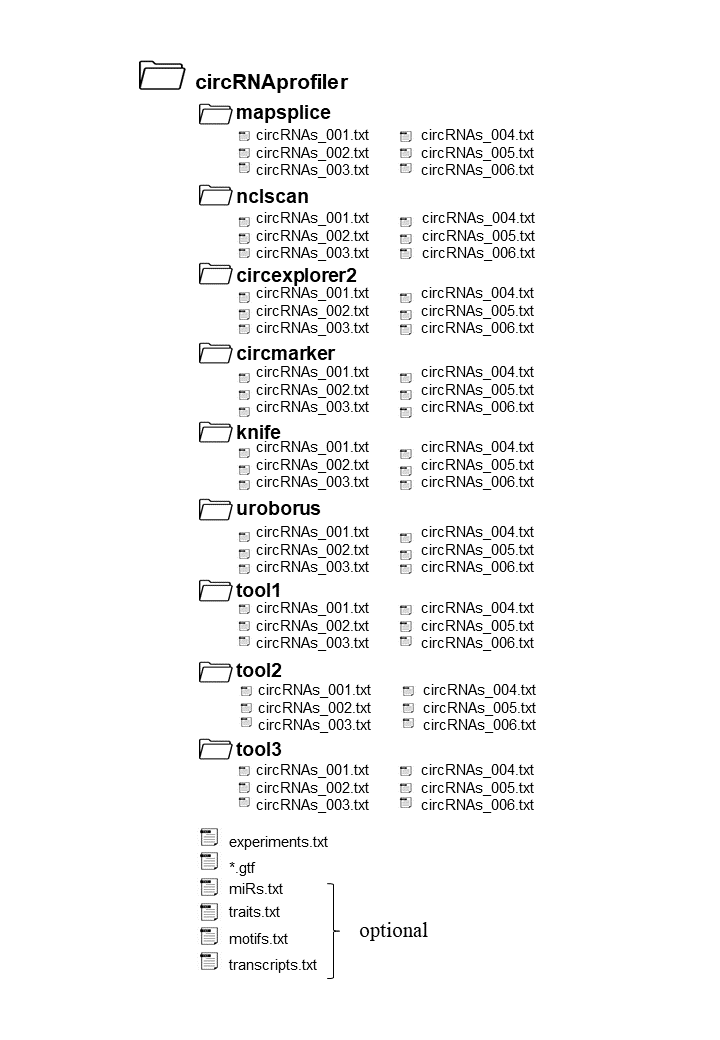 circRNAprofiler
mapsplice
circRNAs_001.txt circRNAs_004.txt
circRNAs_002.txt circRNAs_005.txt
circRNAs_003.txt circRNAs_006.txt
nclscan
circRNAs_001.txt circRNAs_004.txt
circRNAs_002.txt circRNAs_005.txt
circRNAs_003.txt circRNAs_006.txt
circexplorer2
circRNAs_001.txt circRNAs_004.txt
circRNAs_002.txt circRNAs_005.txt
circRNAs_003.txt circRNAs_006.txt
circmarker
circRNAs_001.txt circRNAs_004.txt
circRNAs_002.txt circRNAs_005.txt
circRNAs_003.txt circRNAs_006.txt
knife
circRNAs_001.txt circRNAs_004.txt
circRNAs_002.txt circRNAs_005.txt
circRNAs_003.txt circRNAs_006.txt
uroborus
circRNAs_001.txt circRNAs_004.txt
circRNAs_002.txt circRNAs_005.txt
circRNAs_003.txt circRNAs_006.txt
tool1
circRNAs_001.txt circRNAs_004.txt
circRNAs_002.txt circRNAs_005.txt
circRNAs_003.txt circRNAs_006.txt
tool2
circRNAs_001.txt circRNAs_004.txt
circRNAs_002.txt circRNAs_005.txt
circRNAs_003.txt circRNAs_006.txt
tool3
circRNAs_001.txt circRNAs_004.txt
circRNAs_002.txt circRNAs_005.txt
circRNAs_003.txt circRNAs_006.txt
experiments.txt
*.gtf
miRs.txt
traits.txt
motifs.txt
transcripts.txt
optional